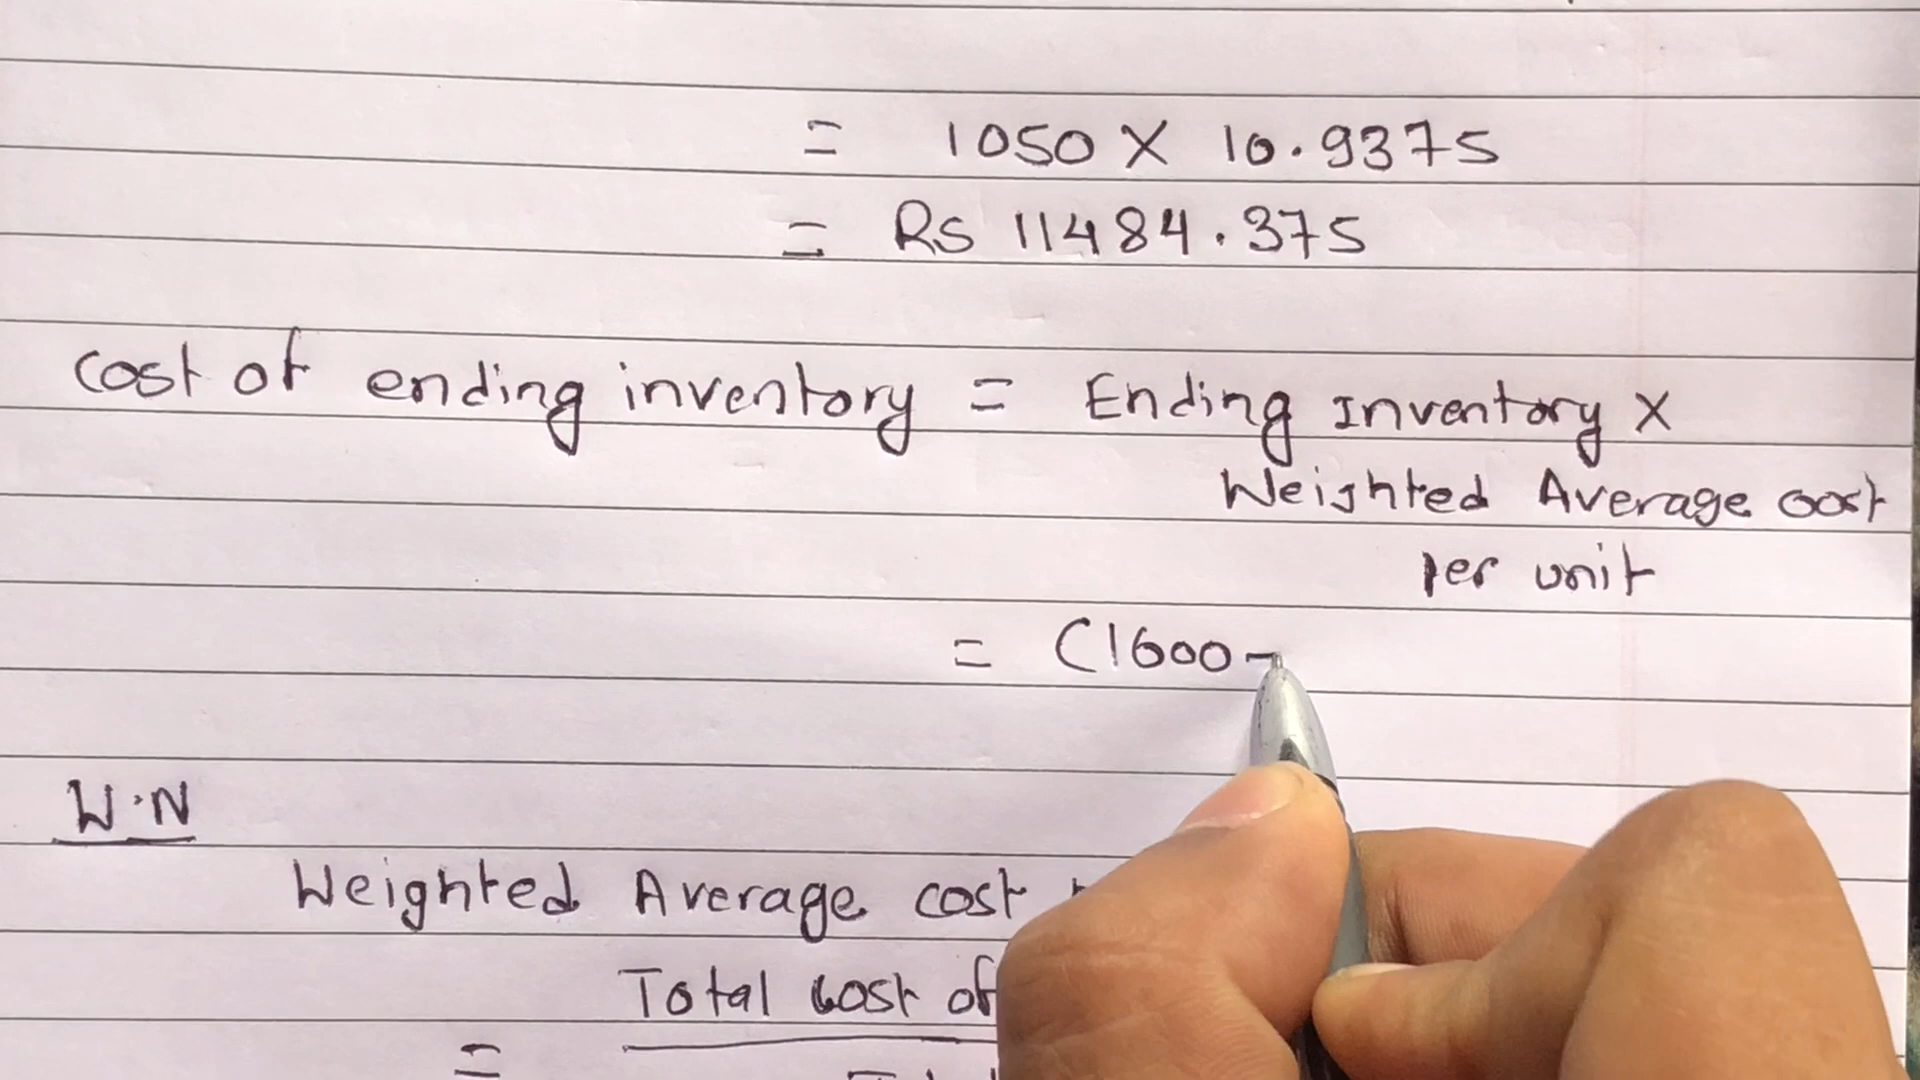 = 1050 × 10.9375
= Rs 11484.375
cost of ending inventory = Ending Inventory ×
Weighted Average cost
per unit
= (1600 -
W.N
Weighted Average cost
Total cost of
=